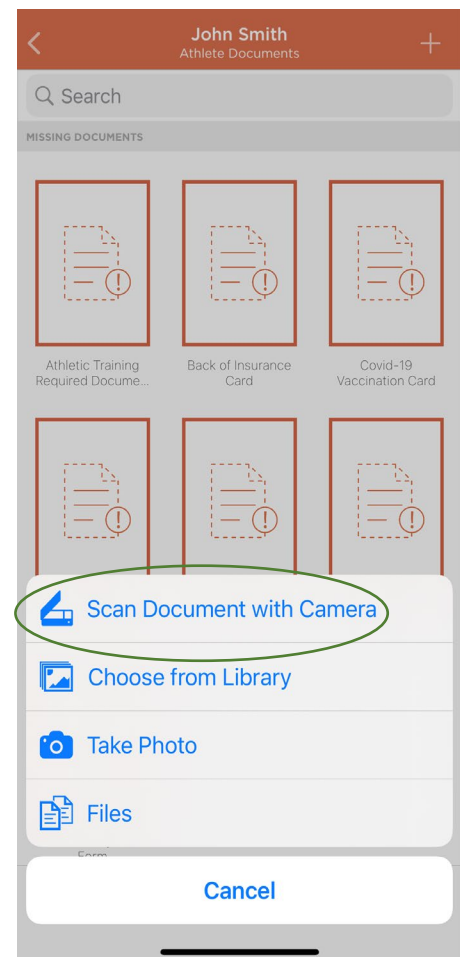 John Smith
Athlete Documents
Search
MISSING DOCUMENTS
Athletic Training
Required Docume...
Back of Insurance
Card
Covid-19
Vaccination Card
Scan Document with Camera
Choose from Library
Take Photo
Files
Form
Cancel